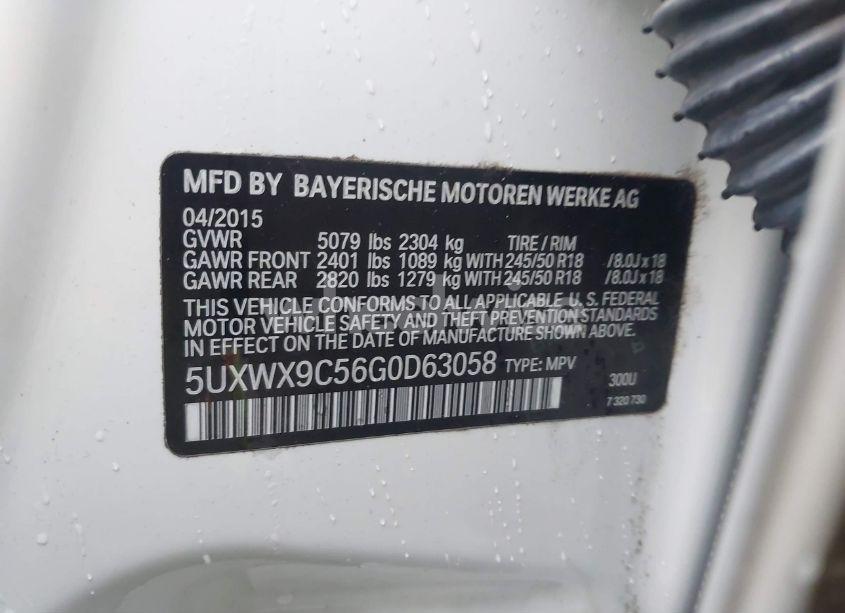 MFD BY BAYERISCHE MOTOREN WERKE AG
04/2015
GVWR 5079 lbs 2304 kg TIRE / RIM
GAWR FRONT 2401 lbs 1089 kg WITH 245/50 R18 /8.0J x 18
GAWR REAR 2820 lbs 1279 kg WITH 245/50 R18 /8.0J x 18
THIS VEHICLE CONFORMS TO ALL APPLICABLE U. S. FEDERAL
MOTOR VEHICLE SAFETY AND THEFT PREVENTION STANDARDS
IN EFFECT ON THE DATE OF MANUFACTURE SHOWN ABOVE.
5UXWX9C56G0D63058 TYPE: MPV
300U
7 320 730